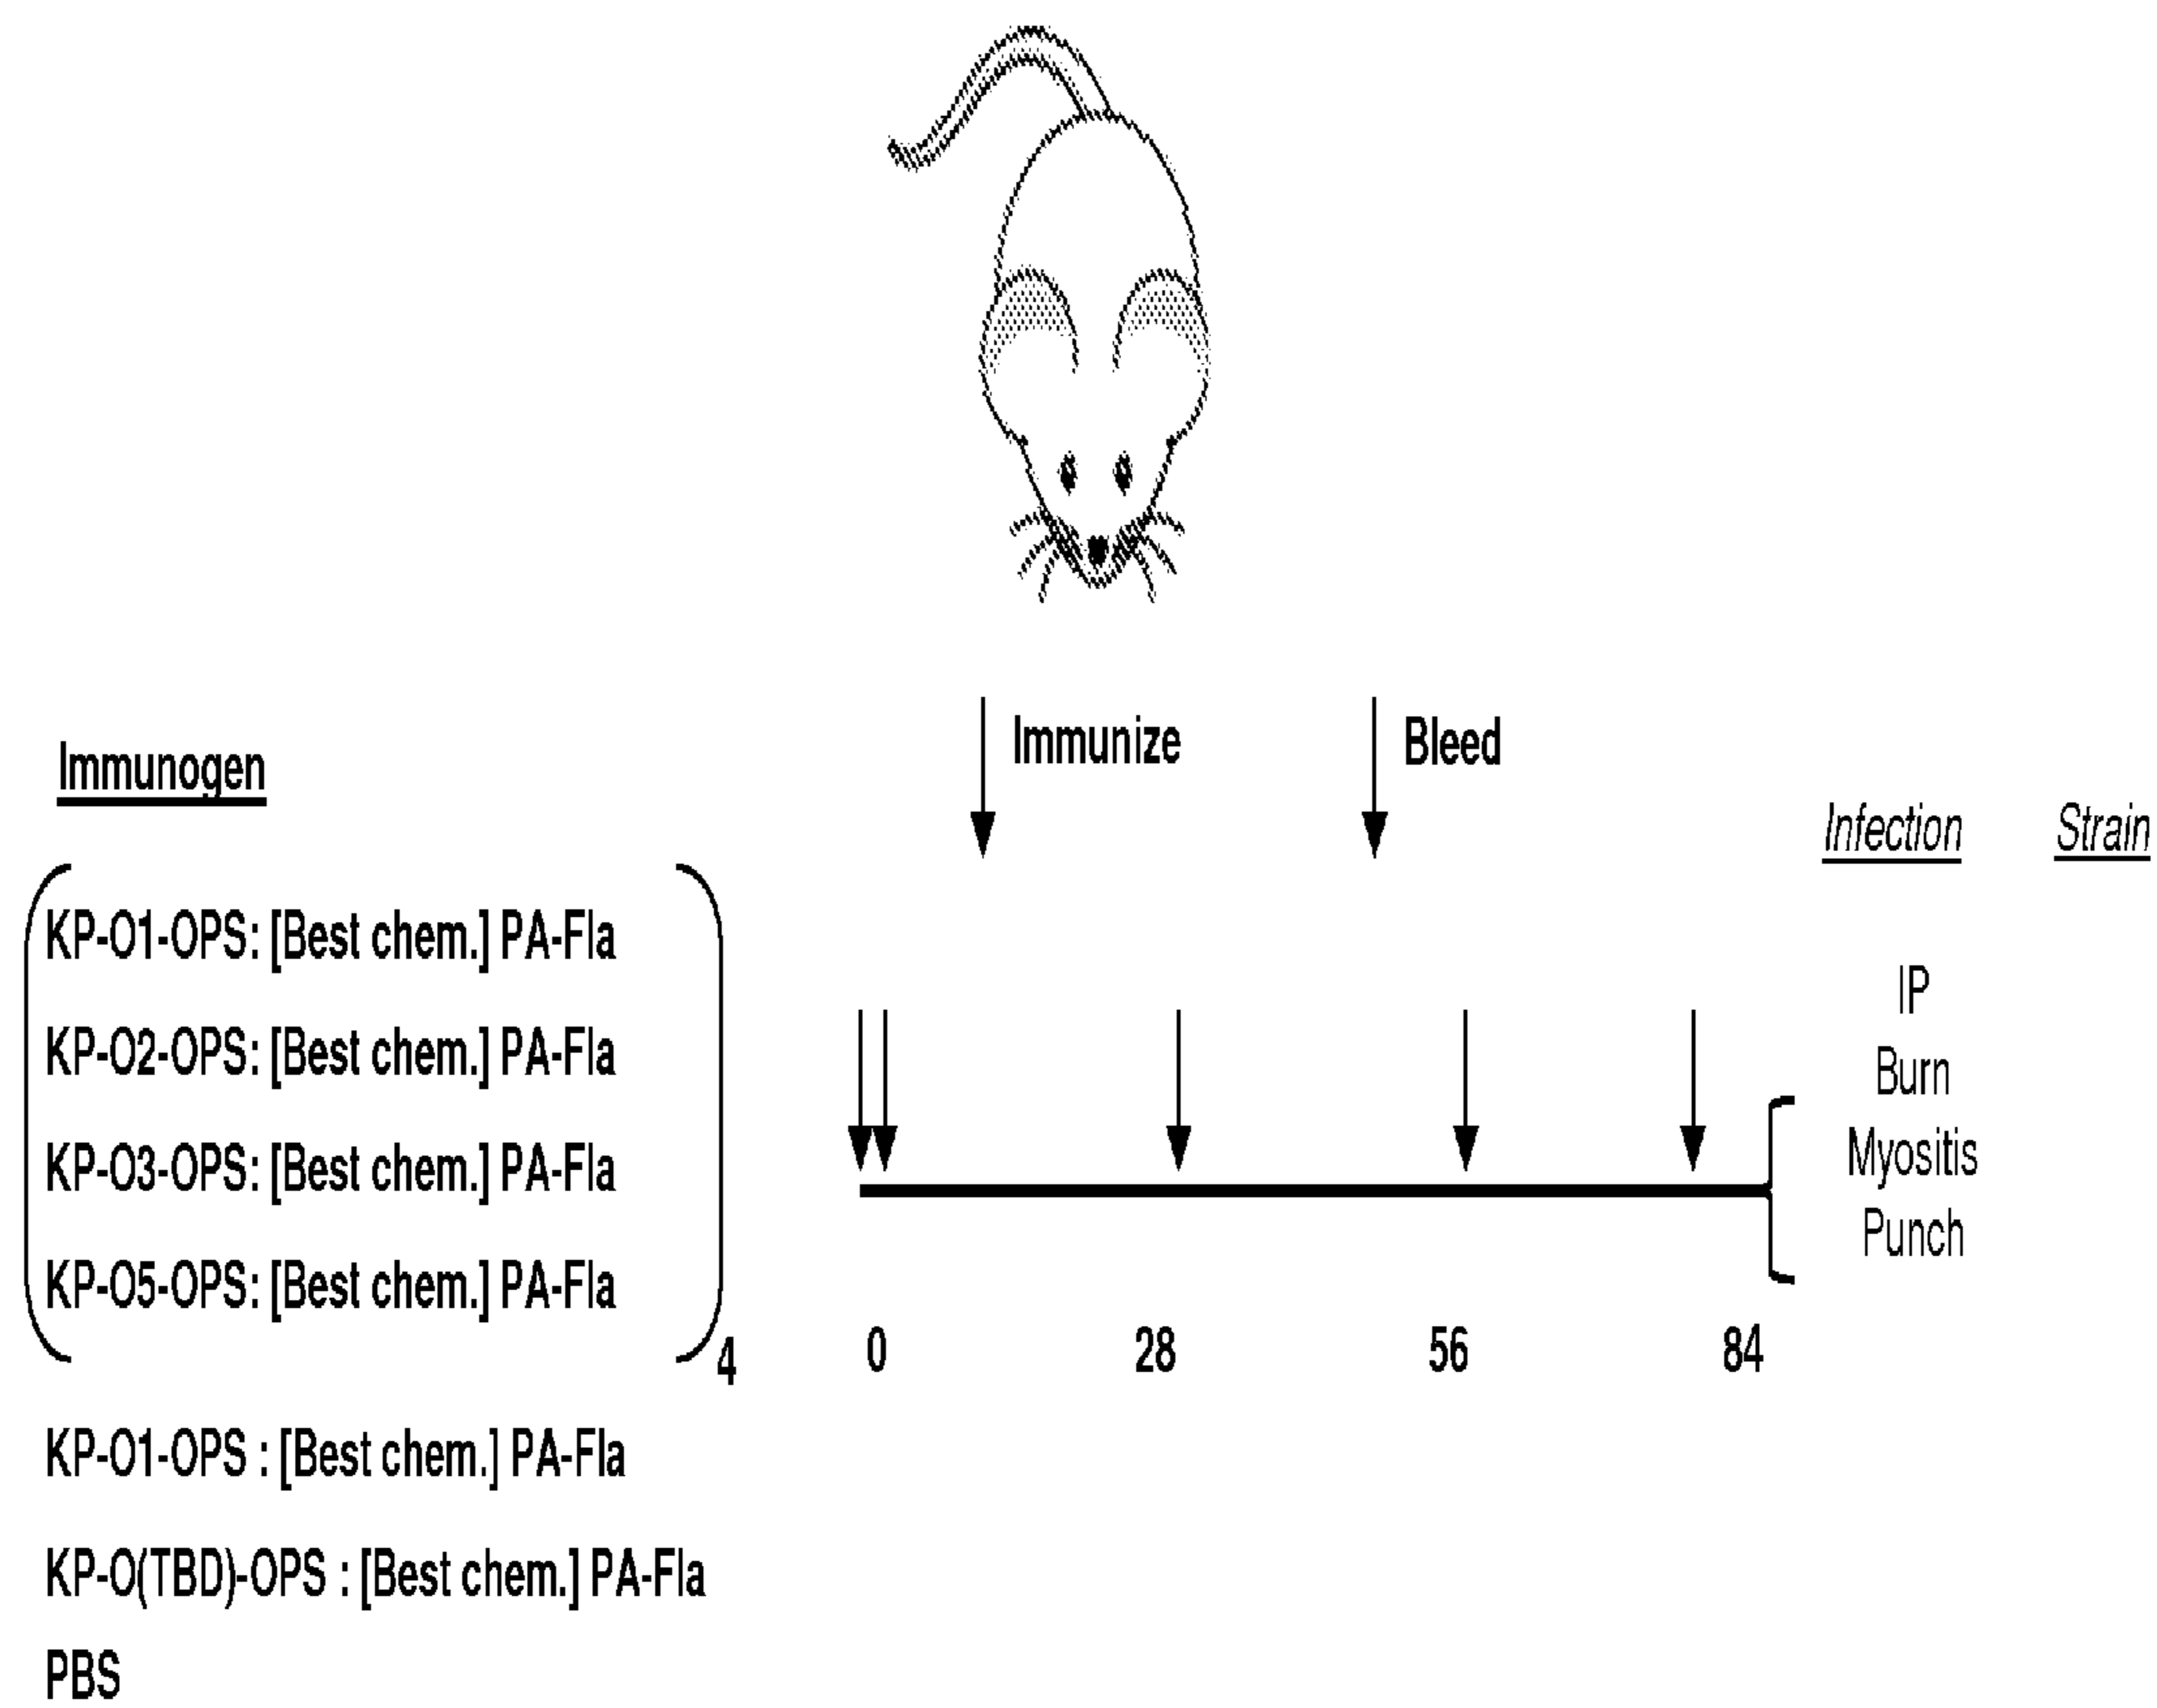 Immunize
Bleed
Immunogen
Infection
Strain
KP-O1-OPS: [Best chem.] PA-Fla
KP-O2-OPS: [Best chem.] PA-Fla
KP-O3-OPS: [Best chem.] PA-Fla
KP-O5-OPS: [Best chem.] PA-Fla
4
IP
Burn
Myositis
Punch
0
28
56
84
KP-O1-OPS : [Best chem.] PA-Fla
KP-O(TBD)-OPS : [Best chem.] PA-Fla
PBS